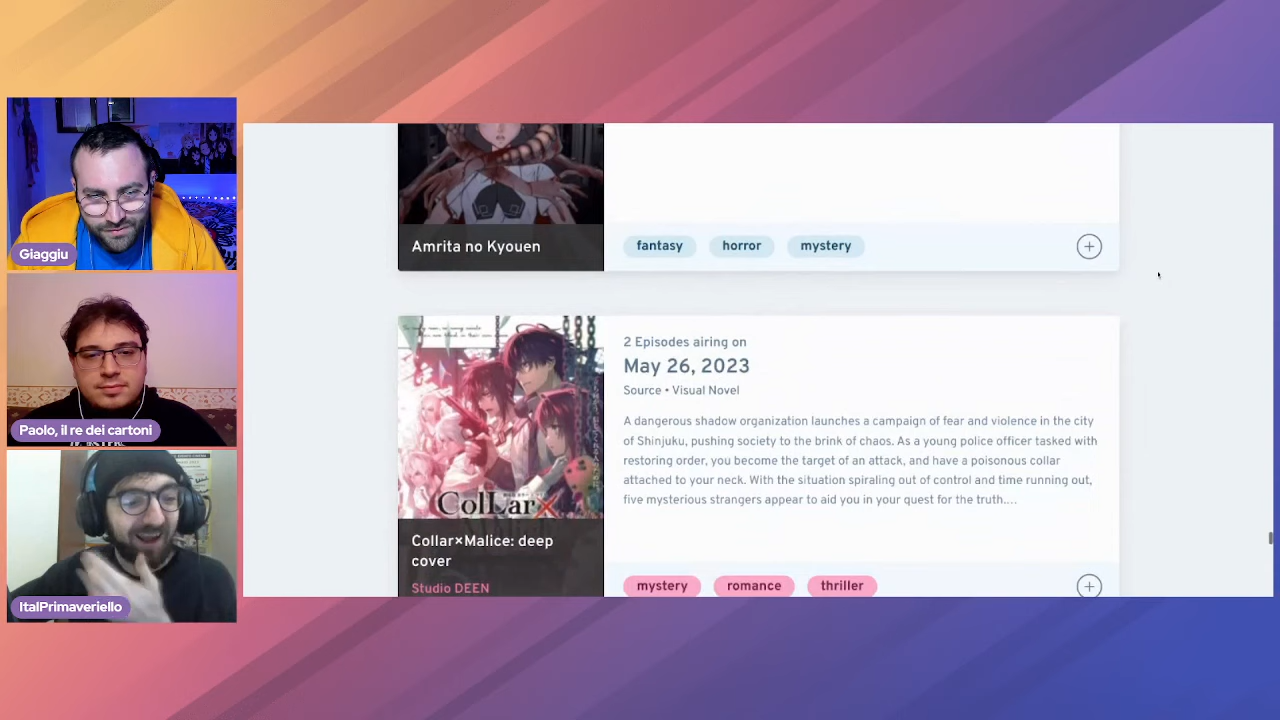 Giaggiu
Paolo, il re dei cartoni
ItalPrimaveriello
Amrita no Kyouen
fantasy
horror
mystery
ColLar×
Collar×Malice: deep
cover
Studio DEEN
2 Episodes airing on
May 26, 2023
Source • Visual Novel
A dangerous shadow organization launches a campaign of fear and violence in the city
of Shinjuku, pushing society to the brink of chaos. As a young police officer tasked with
restoring order, you become the target of an attack, and have a poisonous collar
attached to your neck. With the situation spiraling out of control and time running out,
five mysterious strangers appear to aid you in your quest for the truth....
mystery
romance
thriller